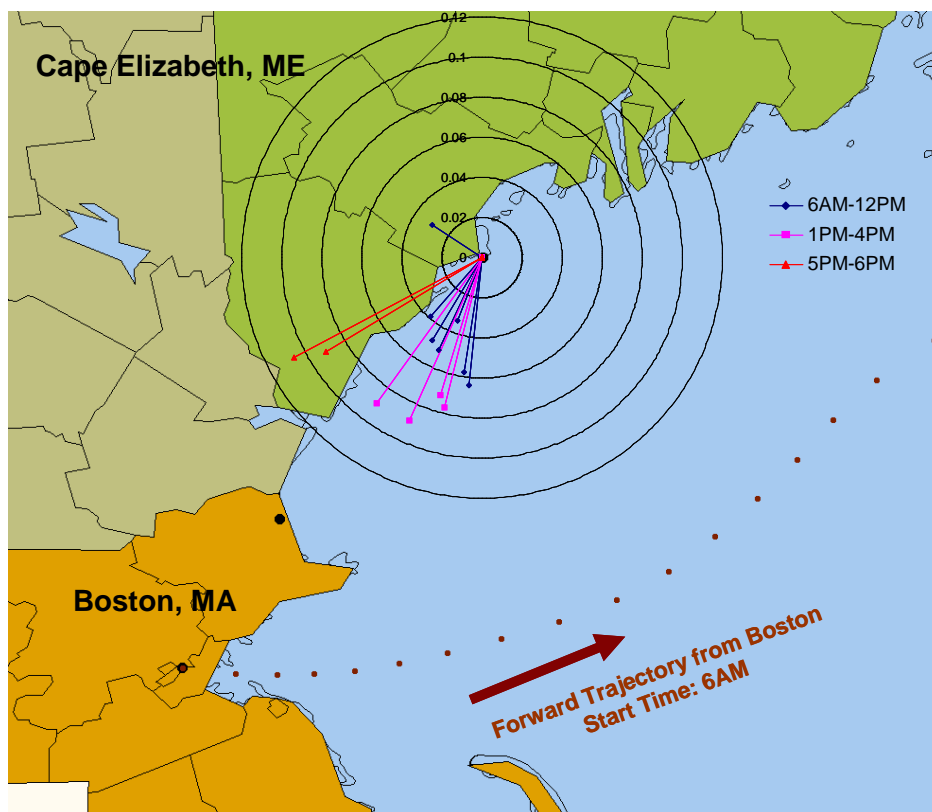 0.12
Cape Elizabeth, ME
0.1
0.08
0.06
0.04
0.02
0
6AM-12PM
1PM-4PM
5PM-6PM
Boston, MA
Forward Trajectory from Boston
Start Time: 6AM